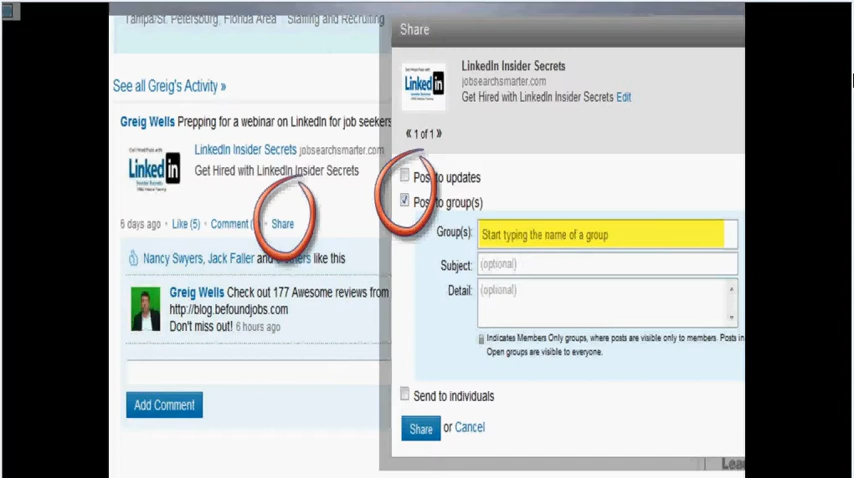 Tampa/St. Petersburg, Florida Area   Staffing and Recruiting
See all Greig's Activity »
Greig Wells Prepping for a webinar on LinkedIn for job seekers
Linked in
LinkedIn Insider Secrets jobsearchsmarter.com
Get Hired with LinkedIn Insider Secrets
6 days ago · Like (5) · Comment ( · Share
Nancy Swyers, Jack Faller and others like this
Greig Wells Check out 177 Awesome reviews from
http://blog.befoundjobs.com
Don't miss out! 6 hours ago
Add Comment
Share
Linked in
LinkedIn Insider Secrets
jobsearchsmarter.com
Get Hired with LinkedIn Insider Secrets Edit
« 1 of 1 »
Post to updates
Post to group(s)
Group(s): Start typing the name of a group
Subject: (optional)
Detail: (optional)
Indicates Members Only groups, where posts are visible only to members. Posts in
Open groups are visible to everyone.
Send to individuals
Share or Cancel